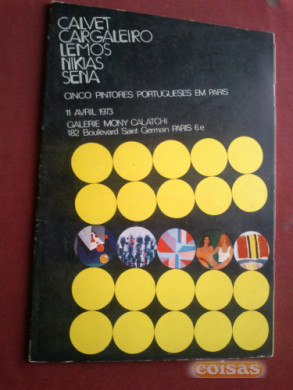 CALVET
CARGALEIRO
LEMOS
NIKIAS
SENA
CINCO PINTORES PORTUGUESES EM PARIS
11 AVRIL 1973
GALERIE MONY CALATCHI
182 Boulevard Saint Germain PARIS 6e
coisas